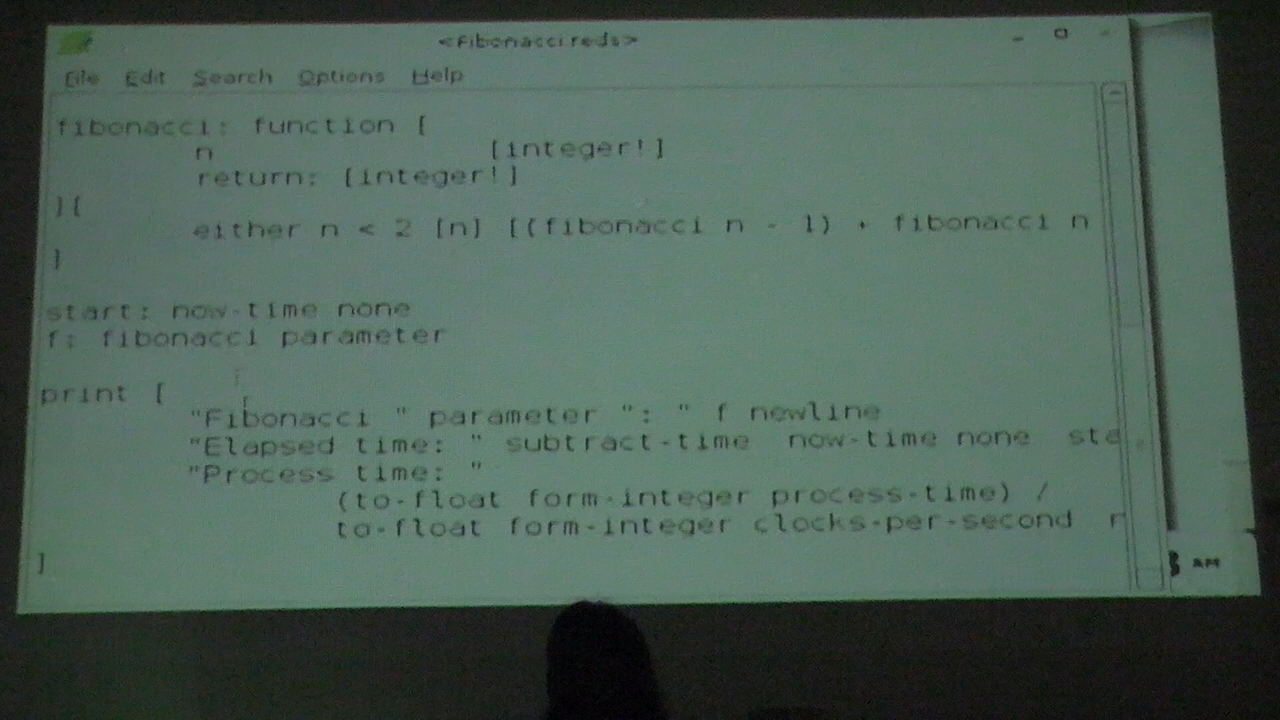 <Fibonacci reds>
File Edit Search Options Help
fibonacci: function [
n [integer!]
return: [integer!]
][
either n < 2 [n] [(fibonacci n - 1) + fibonacci n
]
start: now-time none
f: fibonacci parameter
print [
"Fibonacci " parameter ": " f newline
"Elapsed time: " subtract-time now-time none sta
"Process time: "
(to-float form-integer process-time) /
to-float form-integer clocks-per-second
]
AM